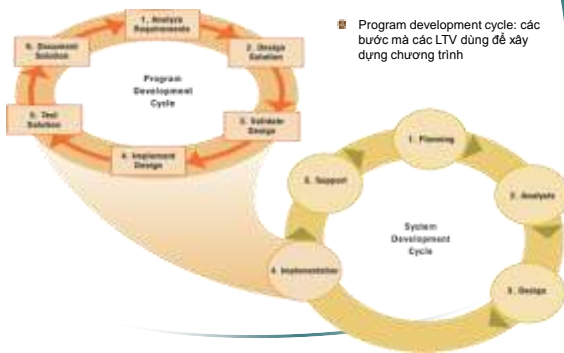 Program development cycle: các
bước mà các LTV dùng để xây
dựng chương trình
1. Analyze
Requirements
2. Design
Solution
3. Validate
Design
4. Implement
Design
5. Test
Solution
6. Document
Solution
Program
Development
Cycle
1. Planning
2. Analysis
3. Design
4. Implementation
5. Support
System
Development
Cycle